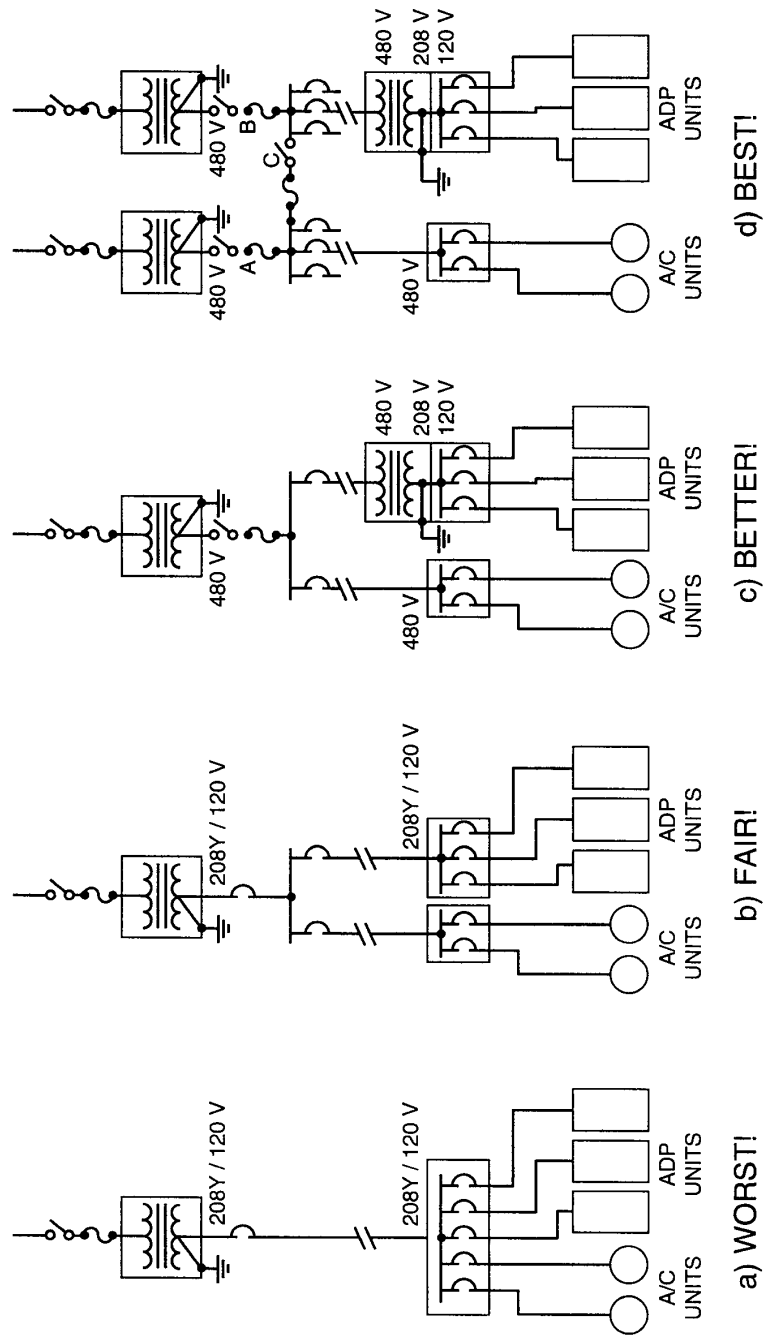 208Y / 120 V
208Y / 120 V
A/C UNITS
ADP UNITS
a) WORST!
208Y / 120 V
208Y / 120 V
A/C UNITS
ADP UNITS
b) FAIR!
480 V
480 V
480 V
208 V
120 V
A/C UNITS
ADP UNITS
c) BETTER!
480 V
A
480 V
B
C
480 V
480 V
208 V
120 V
A/C UNITS
ADP UNITS
d) BEST!